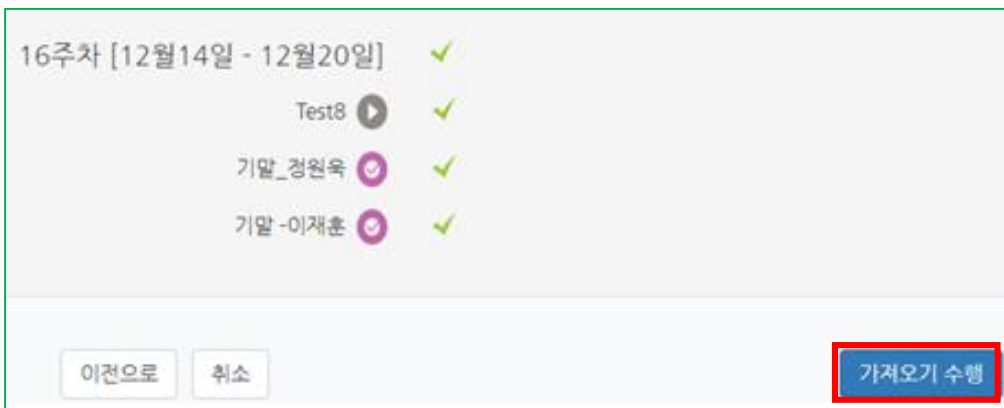 16주차 [12월14일 - 12월20일]
Test8
기말_정원욱
기말 -이재훈
이전으로 취소 가져오기 수행